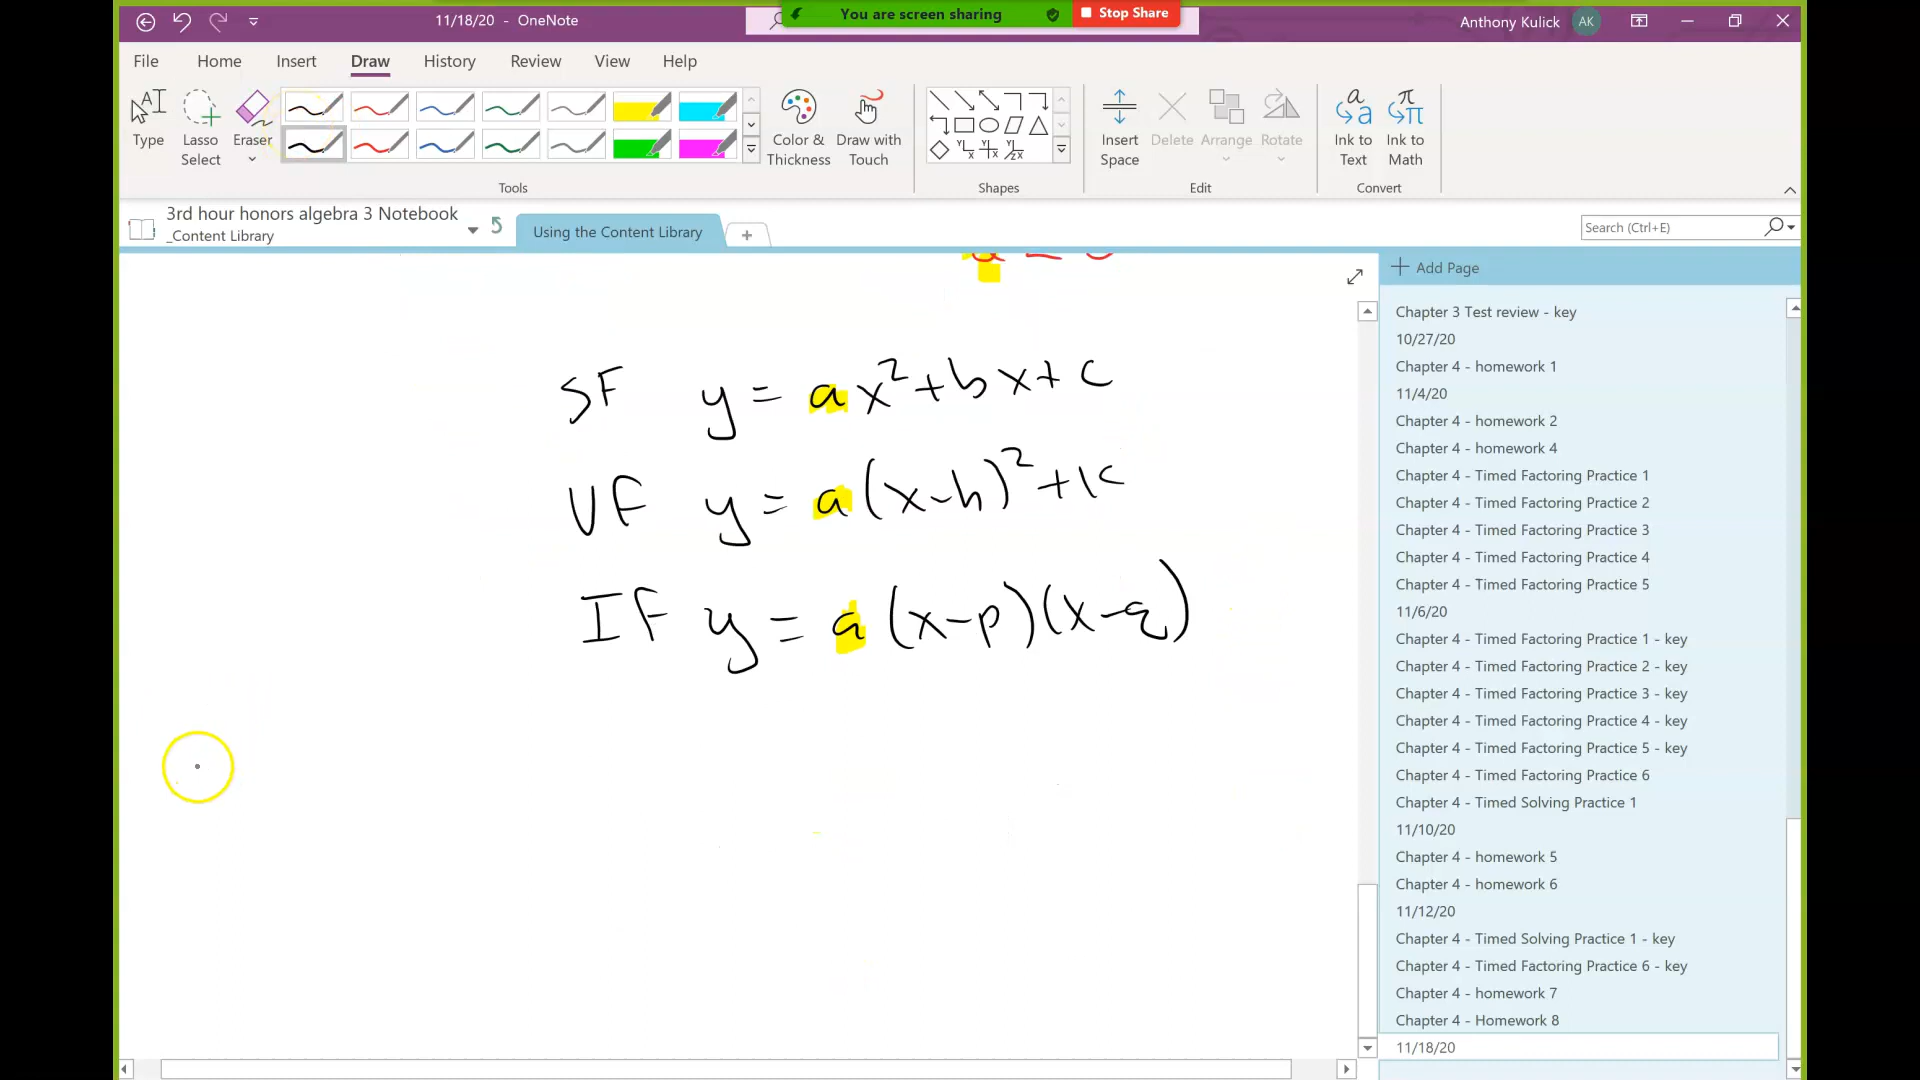 11/18/20 - OneNote
You are screen sharing
Stop Share
Anthony Kulick
AK
File Home Insert Draw History Review View Help
Type
Lasso Select
Eraser
Color & Thickness
Draw with Touch
Insert Space
Delete
Arrange
Rotate
Ink to Text
Ink to Math
Tools
Shapes
Edit
Convert
3rd hour honors algebra 3 Notebook
_Content Library
Using the Content Library
Search (Ctrl+E)
Add Page
SF y = ax²+bx+c
VF y = a(x-h)²+k
IF y = a(x-p)(x-q)
Chapter 3 Test review - key
10/27/20
Chapter 4 - homework 1
11/4/20
Chapter 4 - homework 2
Chapter 4 - homework 4
Chapter 4 - Timed Factoring Practice 1
Chapter 4 - Timed Factoring Practice 2
Chapter 4 - Timed Factoring Practice 3
Chapter 4 - Timed Factoring Practice 4
Chapter 4 - Timed Factoring Practice 5
11/6/20
Chapter 4 - Timed Factoring Practice 1 - key
Chapter 4 - Timed Factoring Practice 2 - key
Chapter 4 - Timed Factoring Practice 3 - key
Chapter 4 - Timed Factoring Practice 4 - key
Chapter 4 - Timed Factoring Practice 5 - key
Chapter 4 - Timed Factoring Practice 6
Chapter 4 - Timed Solving Practice 1
11/10/20
Chapter 4 - homework 5
Chapter 4 - homework 6
11/12/20
Chapter 4 - Timed Solving Practice 1 - key
Chapter 4 - Timed Factoring Practice 6 - key
Chapter 4 - homework 7
Chapter 4 - Homework 8
11/18/20